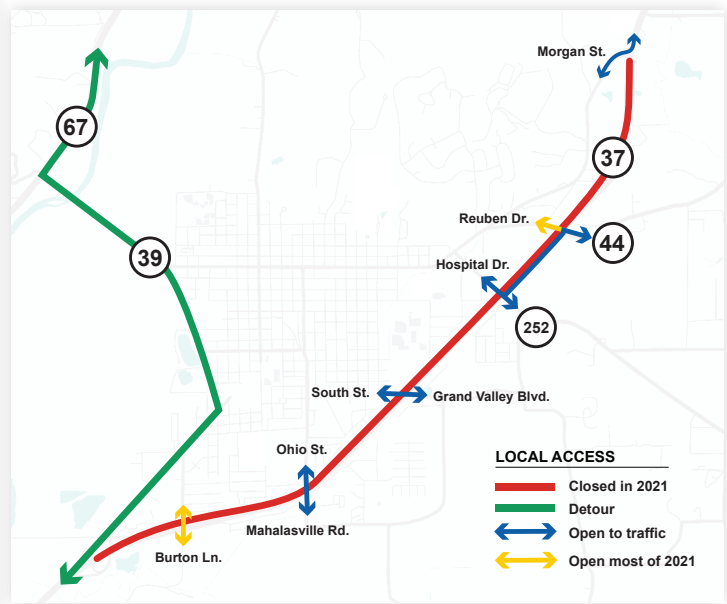 Morgan St.
67
37
Reuben Dr.
44
39
Hospital Dr.
252
South St.
Grand Valley Blvd.
Ohio St.
Mahalasville Rd.
Burton Ln.
LOCAL ACCESS
Closed in 2021
Detour
Open to traffic
Open most of 2021